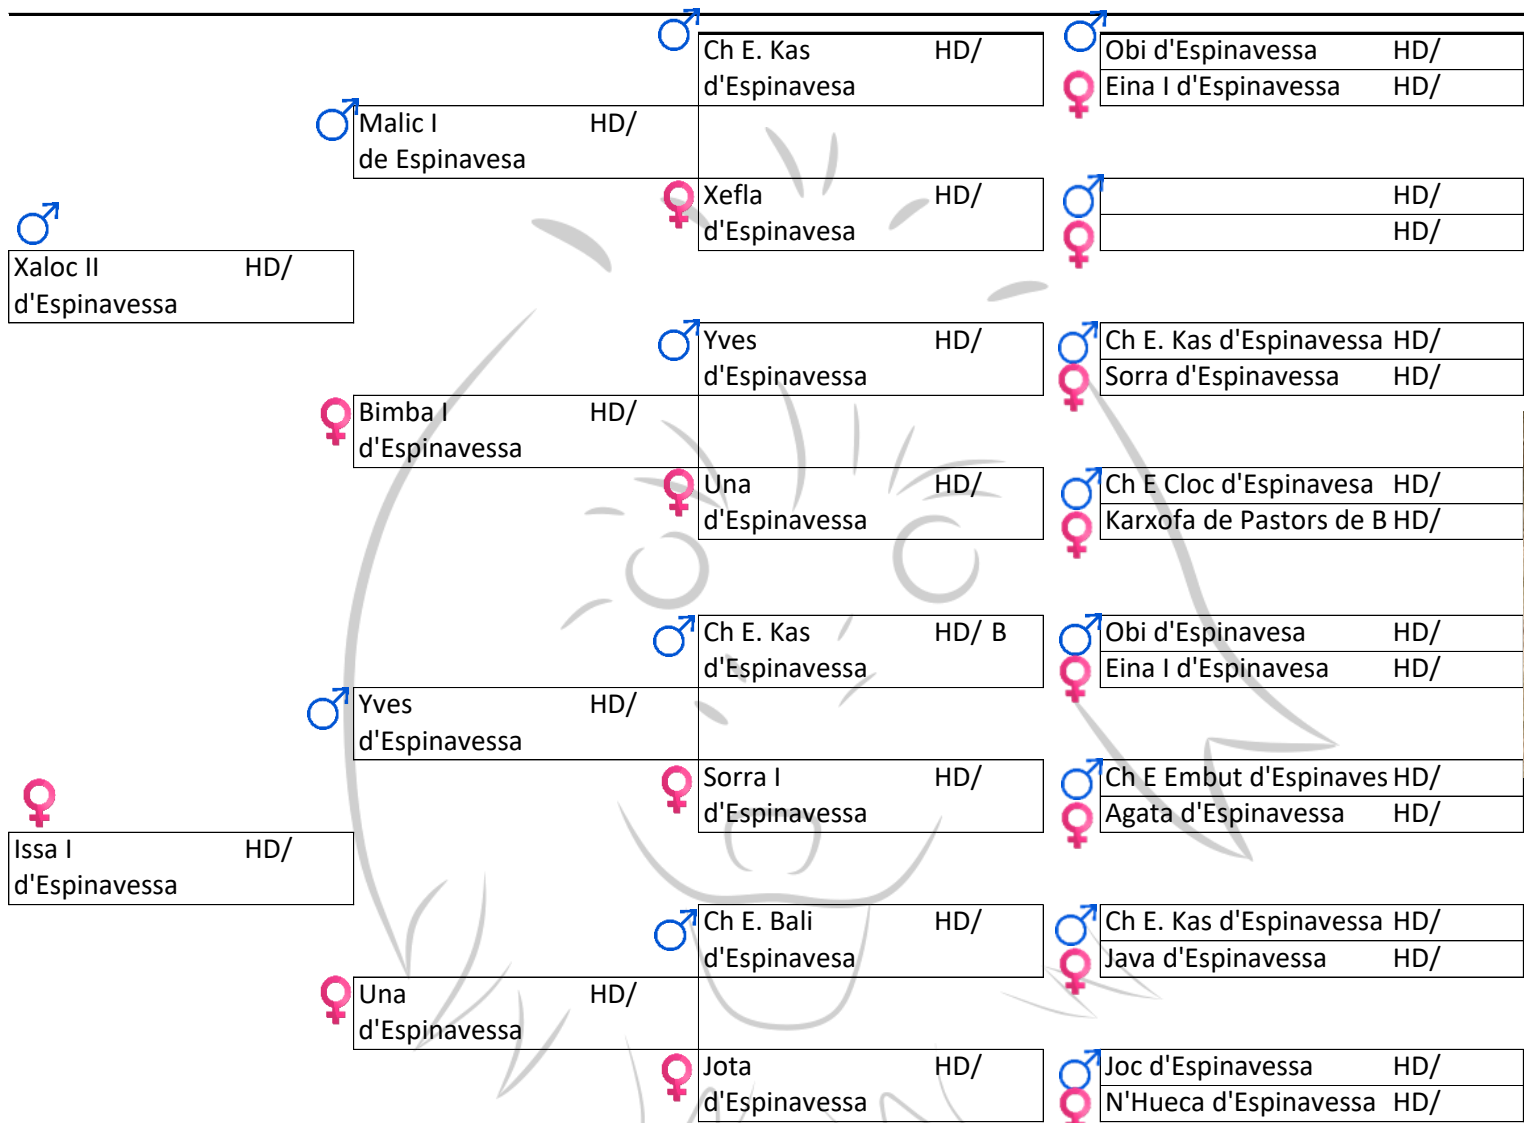 Ch E. Kas HD/
d'Espinavesa
Obi d'Espinavessa HD/
Eina I d'Espinavessa HD/
Malic I HD/
de Espinavesa
Xefla HD/
d'Espinavesa
HD/
HD/
Xaloc II HD/
d'Espinavessa
Yves HD/
d'Espinavessa
Ch E. Kas d'Espinavessa HD/
Sorra d'Espinavessa HD/
Bimba I HD/
d'Espinavessa
Una HD/
d'Espinavessa
Ch E Cloc d'Espinavesa HD/
Karxofa de Pastors de B HD/
Ch E. Kas HD/ B
d'Espinavessa
Obi d'Espinavesa HD/
Eina I d'Espinavesa HD/
Yves HD/
d'Espinavessa
Sorra I HD/
d'Espinavessa
Ch E Embut d'Espinaves HD/
Agata d'Espinavessa HD/
Issa I HD/
d'Espinavessa
Ch E. Bali HD/
d'Espinavesa
Ch E. Kas d'Espinavessa HD/
Java d'Espinavessa HD/
Una HD/
d'Espinavessa
Jota HD/
d'Espinavessa
Joc d'Espinavessa HD/
N'Hueca d'Espinavessa HD/